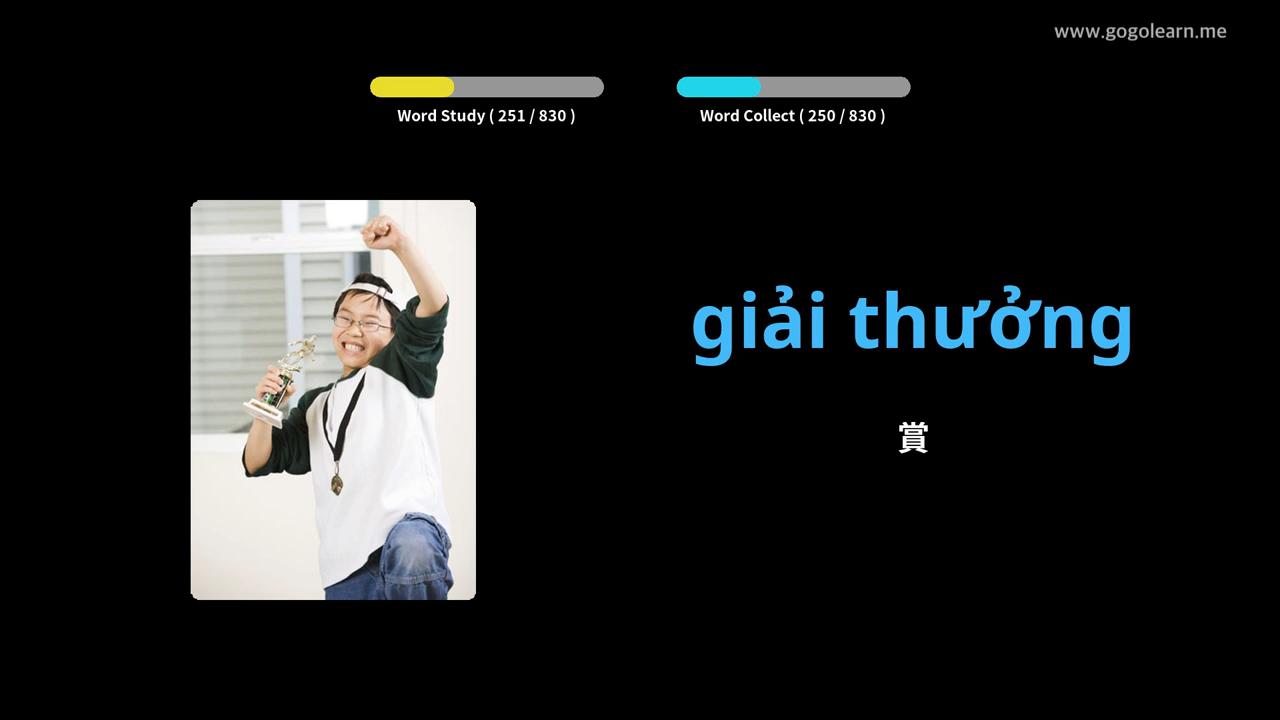 www.gogolearn.me
Word Study ( 251 / 830 )
Word Collect ( 250 / 830 )
giải thưởng
賞